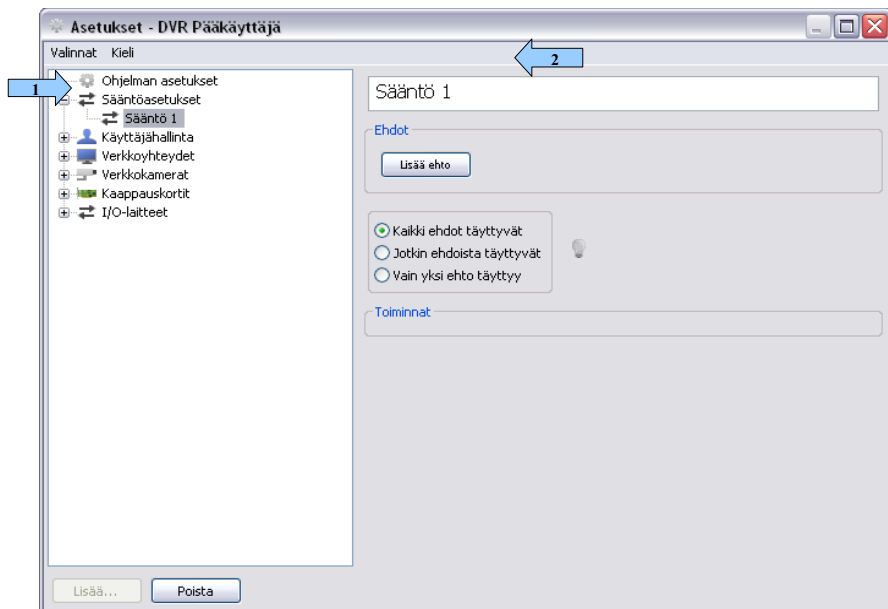 Asetukset - DVR Pääkäyttäjä
Valinnat Kieli
1
2
Ohjelman asetukset
Sääntöasetukset
Sääntö 1
Käyttäjähallinta
Verkkoyhteydet
Verkkokamerat
Kaappauskortit
I/O-laitteet
Lisää...
Poista
Sääntö 1
Ehdot
Lisää ehto
Kaikki ehdot täyttyvät
Jotkin ehdoista täyttyvät
Vain yksi ehto täyttyy
Toiminnat